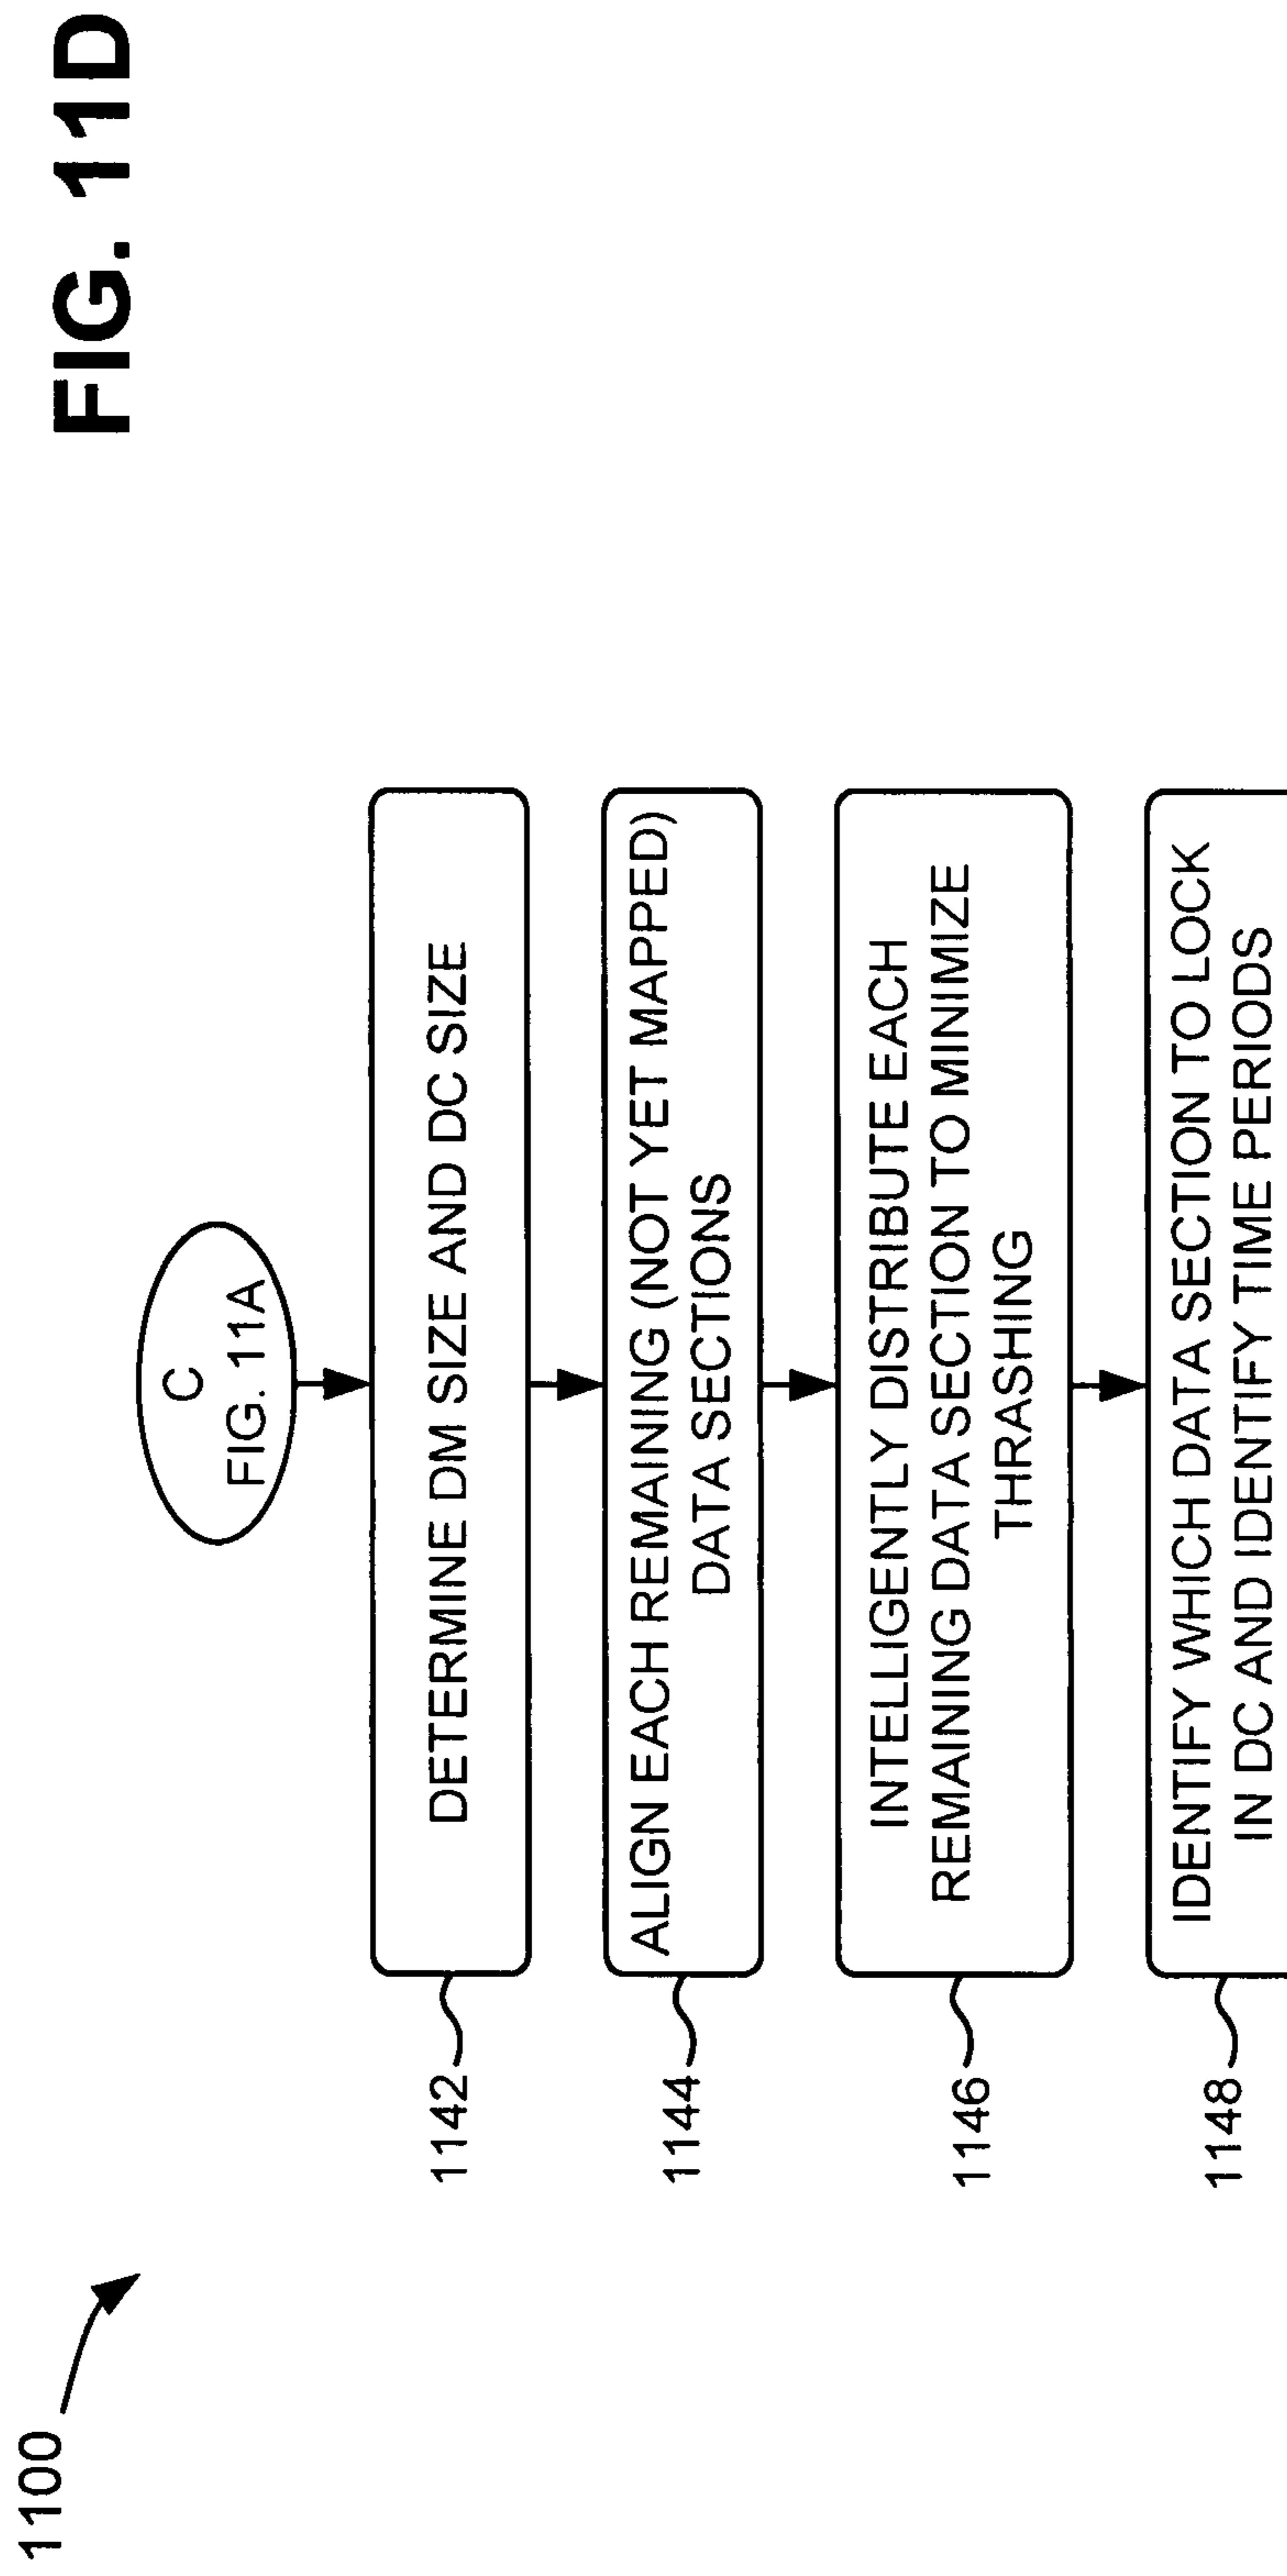 FIG. 11D
1100
C
FIG. 11A
1142
DETERMINE DM SIZE AND DC SIZE
1144
ALIGN EACH REMAINING (NOT YET MAPPED)
DATA SECTIONS
1146
INTELLIGENTLY DISTRIBUTE EACH
REMAINING DATA SECTION TO MINIMIZE
THRASHING
1148
IDENTIFY WHICH DATA SECTION TO LOCK
IN DC AND IDENTIFY TIME PERIODS